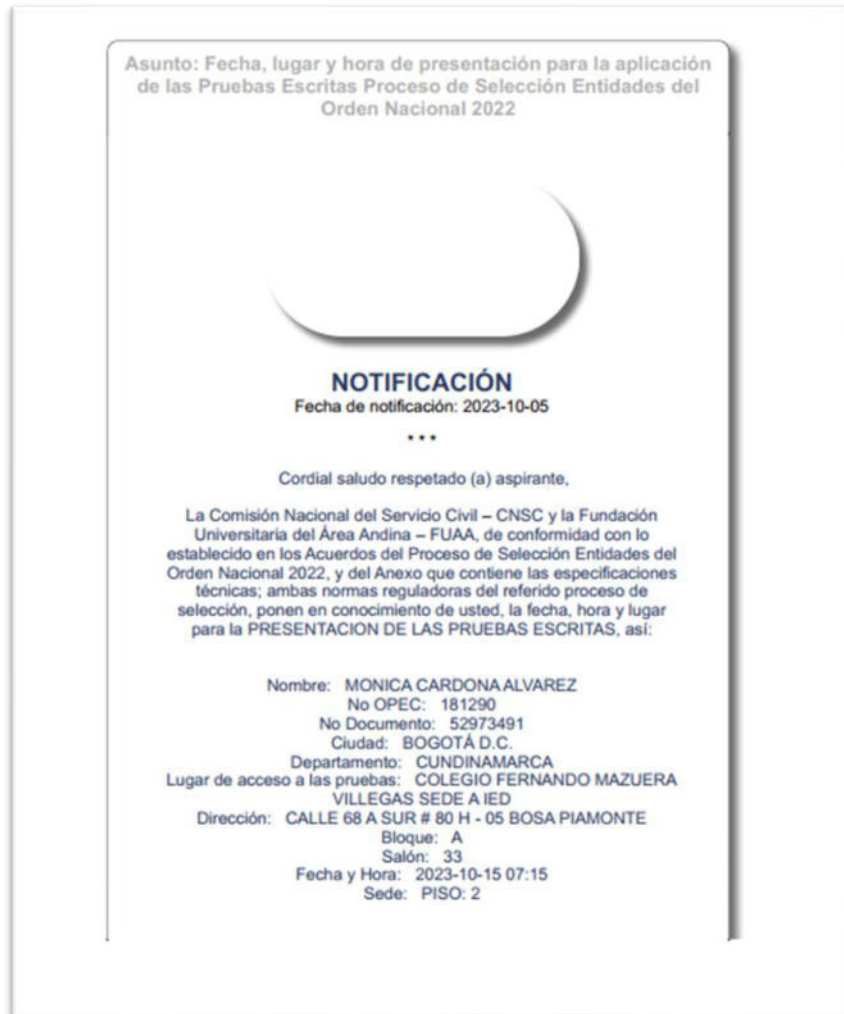 Asunto: Fecha, lugar y hora de presentación para la aplicación
de las Pruebas Escritas Proceso de Selección Entidades del
Orden Nacional 2022
NOTIFICACIÓN
Fecha de notificación: 2023-10-05
• • •
Cordial saludo respetado (a) aspirante,
La Comisión Nacional del Servicio Civil – CNSC y la Fundación
Universitaria del Área Andina – FUAA, de conformidad con lo
establecido en los Acuerdos del Proceso de Selección Entidades del
Orden Nacional 2022, y del Anexo que contiene las especificaciones
técnicas; ambas normas reguladoras del referido proceso de
selección, ponen en conocimiento de usted, la fecha, hora y lugar
para la PRESENTACION DE LAS PRUEBAS ESCRITAS, así:
Nombre: MONICA CARDONA ALVAREZ
No OPEC: 181290
No Documento: 52973491
Ciudad: BOGOTÁ D.C.
Departamento: CUNDINAMARCA
Lugar de acceso a las pruebas: COLEGIO FERNANDO MAZUERA
VILLEGAS SEDE A IED
Dirección: CALLE 68 A SUR # 80 H - 05 BOSA PIAMONTE
Bloque: A
Salón: 33
Fecha y Hora: 2023-10-15 07:15
Sede: PISO: 2